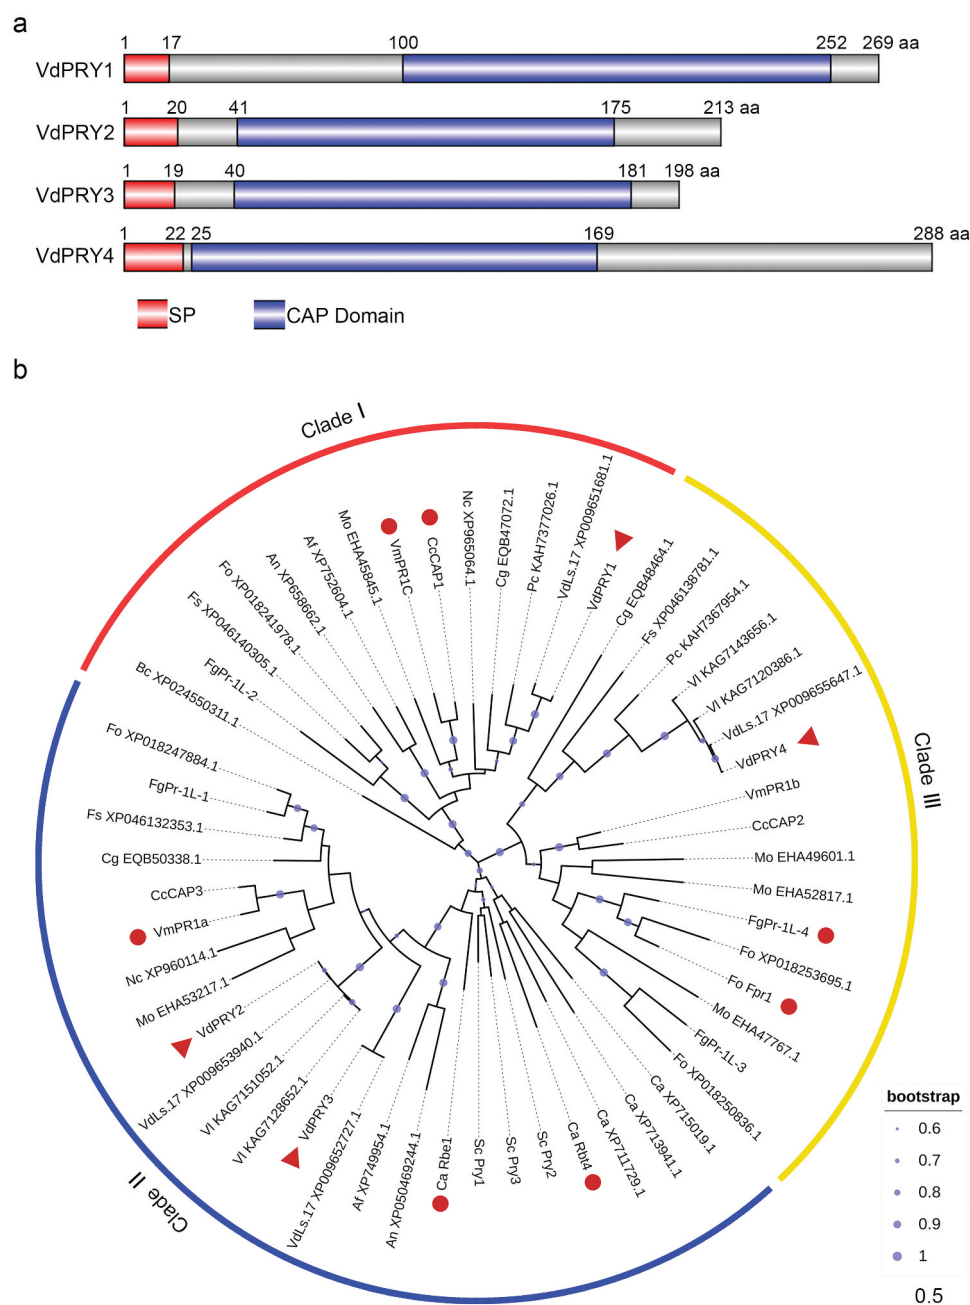 a
1 17 100 252 269 aa
VdPRY1
1 20 41 175 213 aa
VdPRY2
1 19 40 181 198 aa
VdPRY3
1 22 25 169 288 aa
VdPRY4
SP CAP Domain
b
Clade I
Bc XP024550311.1
FgPr-1L-2
Fs XP046140305.1
Fo XP018241978.1
An XP658662.1
Af XP752604.1
Mo EHA45845.1
VmPR1C
CcCAP1
Nc XP965064.1
Cg EQB47072.1
Pc KAH7377026.1
VdLs.17 XP009651681.1
VdPRY1
Clade III
Cg EQB48464.1
Fs XP046138781.1
Pc KAH7367954.1
Vl KAG7143656.1
Vl KAG7120386.1
VdLs.17 XP009655647.1
VdPRY4
VmPR1b
CcCAP2
Mo EHA49601.1
Mo EHA52817.1
FgPr-1L-4
Fo XP018253695.1
Fo Fpr1
Mo EHA47767.1
FgPr-1L-3
Fo XP018250836.1
Clade II
Ca XP715019.1
Ca XP713941.1
Ca XP711729.1
Ca Rbt4
Sc Pry2
Sc Pry3
Sc Pry1
Ca Rbe1
An XP050469244.1
Af XP749954.1
VdLs.17 XP009652727.1
VdPRY3
Vl KAG7128652.1
Vl KAG7151052.1
VdLs.17 XP009653940.1
VdPRY2
Mo EHA53217.1
Nc XP960114.1
VmPR1a
CcCAP3
Cg EQB50338.1
Fs XP046132353.1
FgPr-1L-1
Fo XP018247884.1
bootstrap
0.6
0.7
0.8
0.9
1
0.5